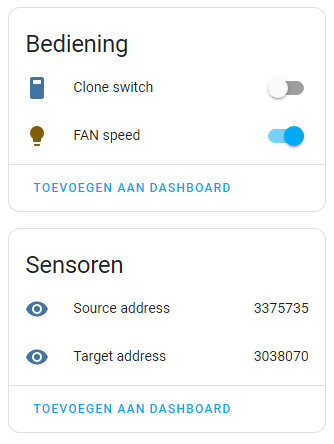 Bediening
Clone switch
FAN speed
TOEVOEGEN AAN DASHBOARD
Sensoren
Source address 3375735
Target address 3038070
TOEVOEGEN AAN DASHBOARD